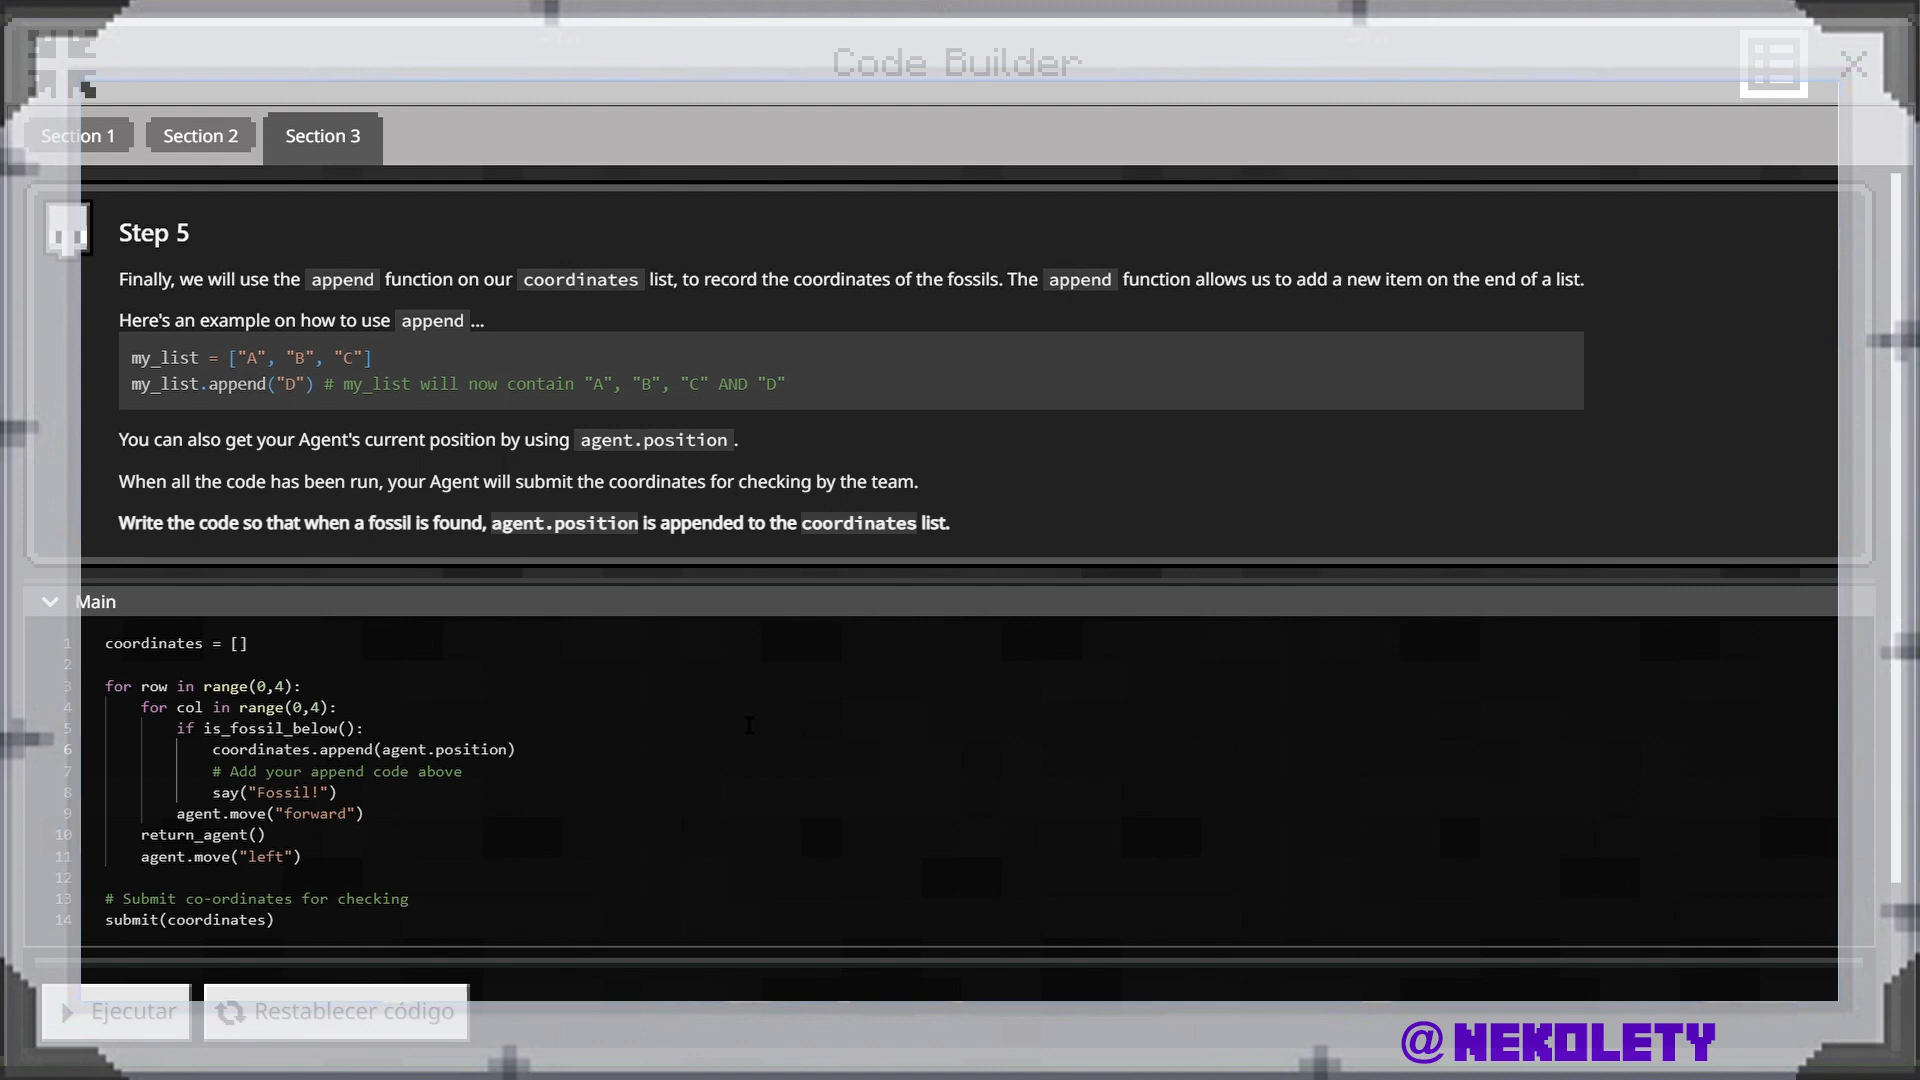 Code Builder
Section 1
Section 2
Section 3
Step 5
Finally, we will use the append function on our coordinates list, to record the coordinates of the fossils. The append function allows us to add a new item on the end of a list.
Here's an example on how to use append ...
my_list = ["A", "B", "C"]
my_list.append("D") # my_list will now contain "A", "B", "C" AND "D"
You can also get your Agent's current position by using agent.position .
When all the code has been run, your Agent will submit the coordinates for checking by the team.
Write the code so that when a fossil is found, agent.position is appended to the coordinates list.
Main
1 coordinates = []
2
3 for row in range(0,4):
4 for col in range(0,4):
5 if is_fossil_below():
6 coordinates.append(agent.position)
7 # Add your append code above
8 say("Fossil!")
9 agent.move("forward")
10 return_agent()
11 agent.move("left")
12
13 # Submit co-ordinates for checking
14 submit(coordinates)
Ejecutar
Restablecer código
@NEKOLETY